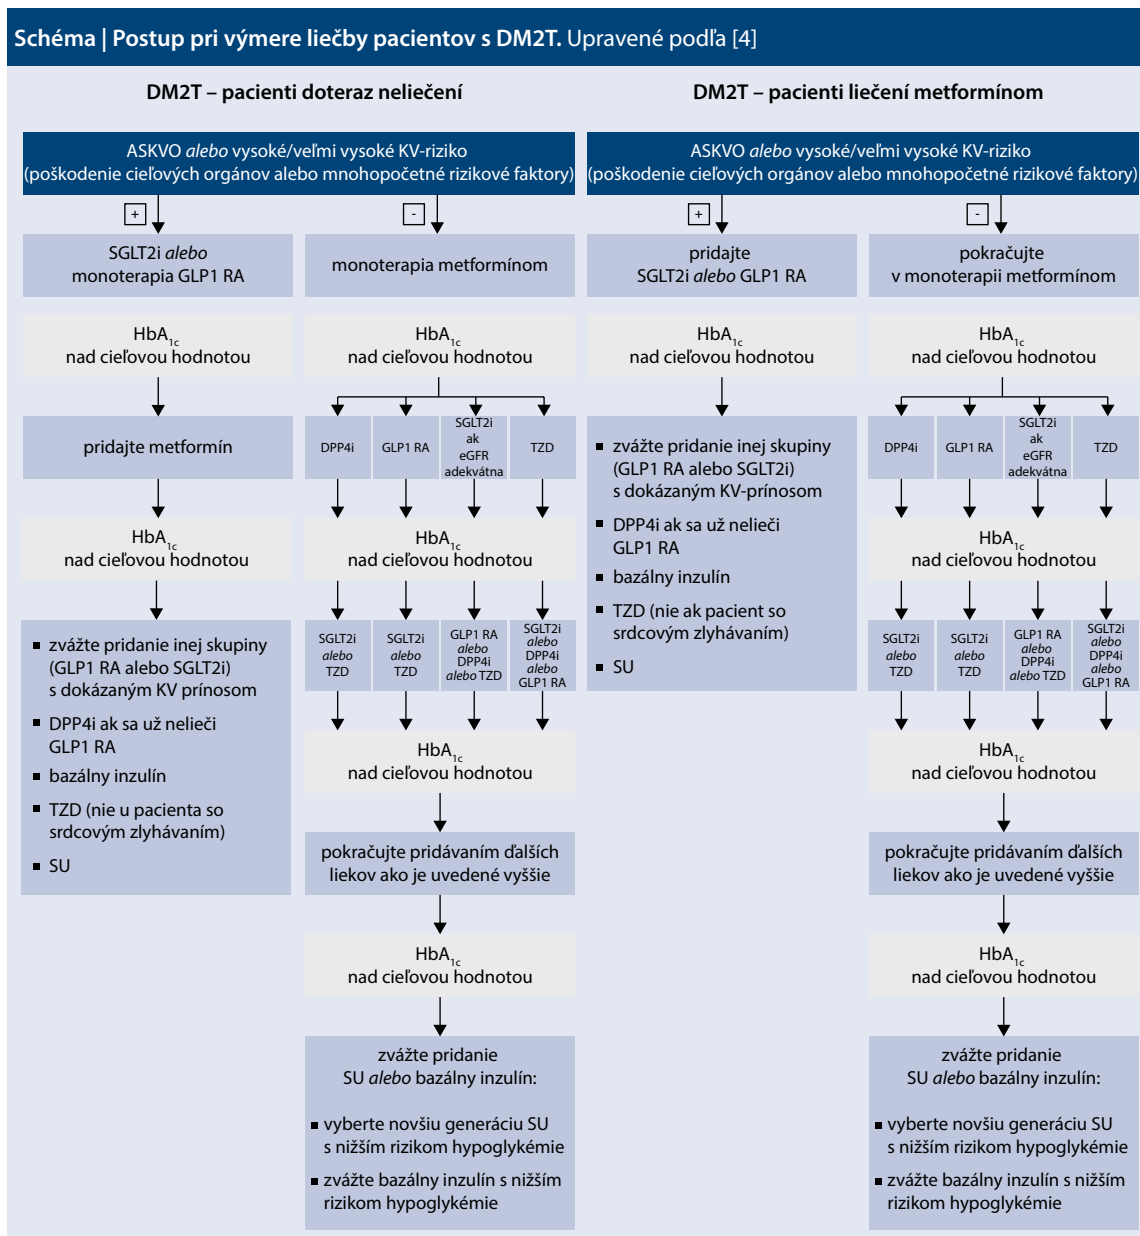 Schéma | Postup pri výmere liečby pacientov s DM2T. Upravené podľa [4]
DM2T – pacienti doteraz neliečení
ASKVO alebo vysoké/veľmi vysoké KV-riziko
(poškodenie cieľových orgánov alebo mnohopočetné rizikové faktory)
+
SGLT2i alebo
monoterapia GLP1 RA
HbA1c
nad cieľovou hodnotou
pridajte metformín
HbA1c
nad cieľovou hodnotou
▪ zvážte pridanie inej skupiny
(GLP1 RA alebo SGLT2i)
s dokázaným KV prínosom
▪ DPP4i ak sa už nelieči
GLP1 RA
▪ bazálny inzulín
▪ TZD (nie u pacienta so
srdcovým zlyhávaním)
▪ SU
-
monoterapia metformínom
HbA1c
nad cieľovou hodnotou
DPP4i
GLP1 RA
SGLT2i
ak
eGFR
adekvátna
TZD
HbA1c
nad cieľovou hodnotou
SGLT2i
alebo
TZD
SGLT2i
alebo
TZD
GLP1 RA
alebo
DPP4i
alebo TZD
SGLT2i
alebo
DPP4i
alebo
GLP1 RA
HbA1c
nad cieľovou hodnotou
pokračujte pridávaním ďalších
liekov ako je uvedené vyššie
HbA1c
nad cieľovou hodnotou
zvážte pridanie
SU alebo bazálny inzulín:
▪ vyberte novšiu generáciu SU
s nižším rizikom hypoglykémie
▪ zvážte bazálny inzulín s nižším
rizikom hypoglykémie
DM2T – pacienti liečení metformínom
ASKVO alebo vysoké/veľmi vysoké KV-riziko
(poškodenie cieľových orgánov alebo mnohopočetné rizikové faktory)
+
pridajte
SGLT2i alebo GLP1 RA
HbA1c
nad cieľovou hodnotou
▪ zvážte pridanie inej skupiny
(GLP1 RA alebo SGLT2i)
s dokázaným KV-prínosom
▪ DPP4i ak sa už nelieči
GLP1 RA
▪ bazálny inzulín
▪ TZD (nie ak pacient so
srdcovým zlyhávaním)
▪ SU
-
pokračujte
v monoterapii metformínom
HbA1c
nad cieľovou hodnotou
DPP4i
GLP1 RA
SGLT2i
ak
eGFR
adekvátna
TZD
HbA1c
nad cieľovou hodnotou
SGLT2i
alebo
TZD
SGLT2i
alebo
TZD
GLP1 RA
alebo
DPP4i
alebo TZD
SGLT2i
alebo
DPP4i
alebo
GLP1 RA
HbA1c
nad cieľovou hodnotou
pokračujte pridávaním ďalších
liekov ako je uvedené vyššie
HbA1c
nad cieľovou hodnotou
zvážte pridanie
SU alebo bazálny inzulín:
▪ vyberte novšiu generáciu SU
s nižším rizikom hypoglykémie
▪ zvážte bazálny inzulín s nižším
rizikom hypoglykémie